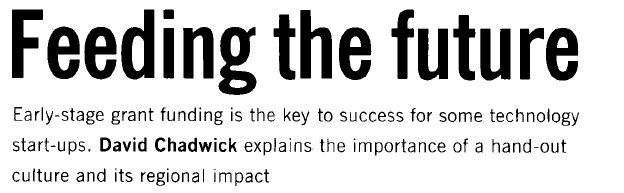 Feeding the future
Early-stage grant funding is the key to success for some technology
start-ups. David Chadwick explains the importance of a hand-out
culture and its regional impact